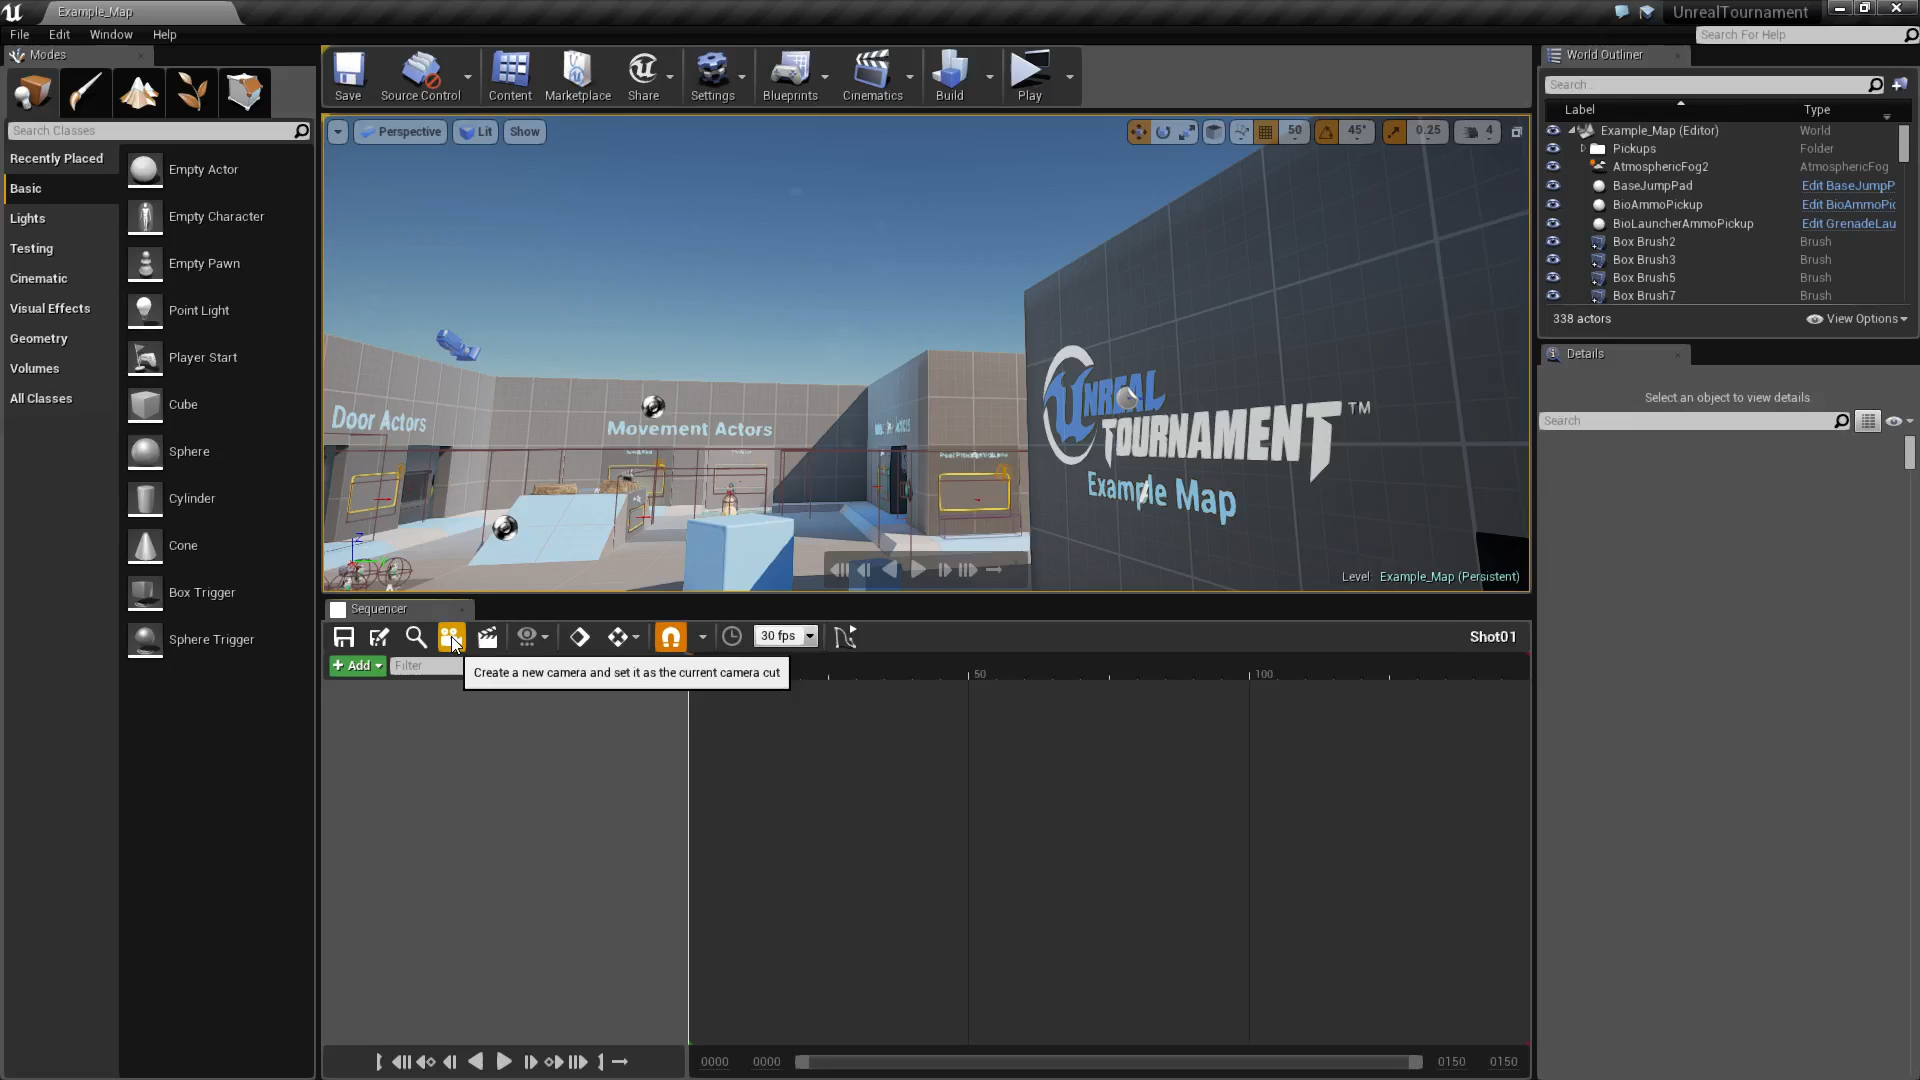 Example_Map
UnrealTournament
File Edit Window Help
Search For Help
Modes
Search Classes
Recently Placed
Basic
Lights
Testing
Cinematic
Visual Effects
Geometry
Volumes
All Classes
Empty Actor
Empty Character
Empty Pawn
Point Light
Player Start
Cube
Sphere
Cylinder
Cone
Box Trigger
Sphere Trigger
Save Source Control Content Marketplace Share Settings Blueprints Cinematics Build Play
Perspective Lit Show
50 45° 0.25 4
Door Actors
Movement Actors
UNREAL
TOURNAMENT™
Example Map
Level: Example_Map (Persistent)
Sequencer
30 fps
Shot01
+ Add Filter
Create a new camera and set it as the current camera cut
50 100
0000 0000 0150 0150
World Outliner
Search...
Label Type
Example_Map (Editor) World
Pickups Folder
AtmosphericFog2 AtmosphericFog
BaseJumpPad Edit BaseJumpP
BioAmmoPickup Edit BioAmmoPic
BioLauncherAmmoPickup Edit GrenadeLau
Box Brush2 Brush
Box Brush3 Brush
Box Brush5 Brush
Box Brush7 Brush
338 actors View Options
Details
Select an object to view details.
Search